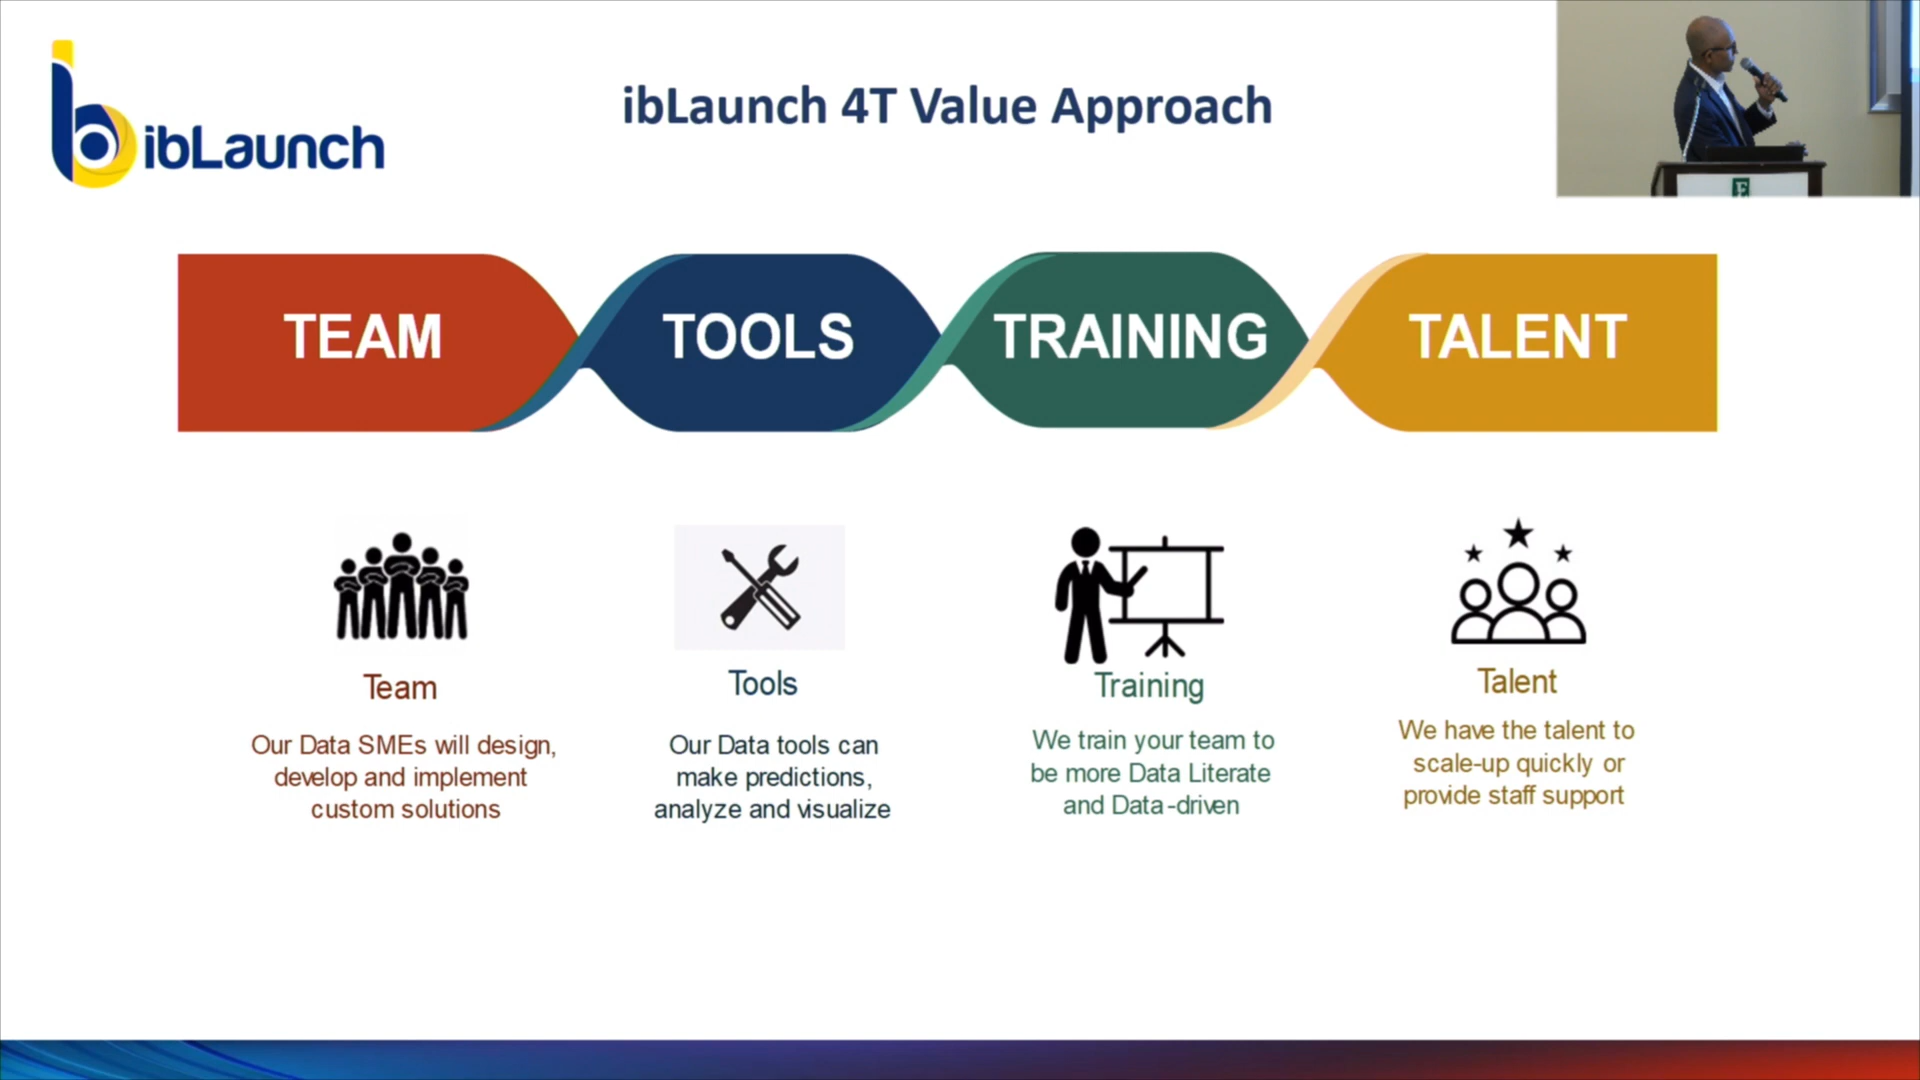 ibLaunch
ibLaunch 4T Value Approach
TEAM
TOOLS
TRAINING
TALENT
Team
Our Data SMEs will design,
develop and implement
custom solutions
Tools
Our Data tools can
make predictions,
analyze and visualize
Training
We train your team to
be more Data Literate
and Data-driven
Talent
We have the talent to
scale-up quickly or
provide staff support
E